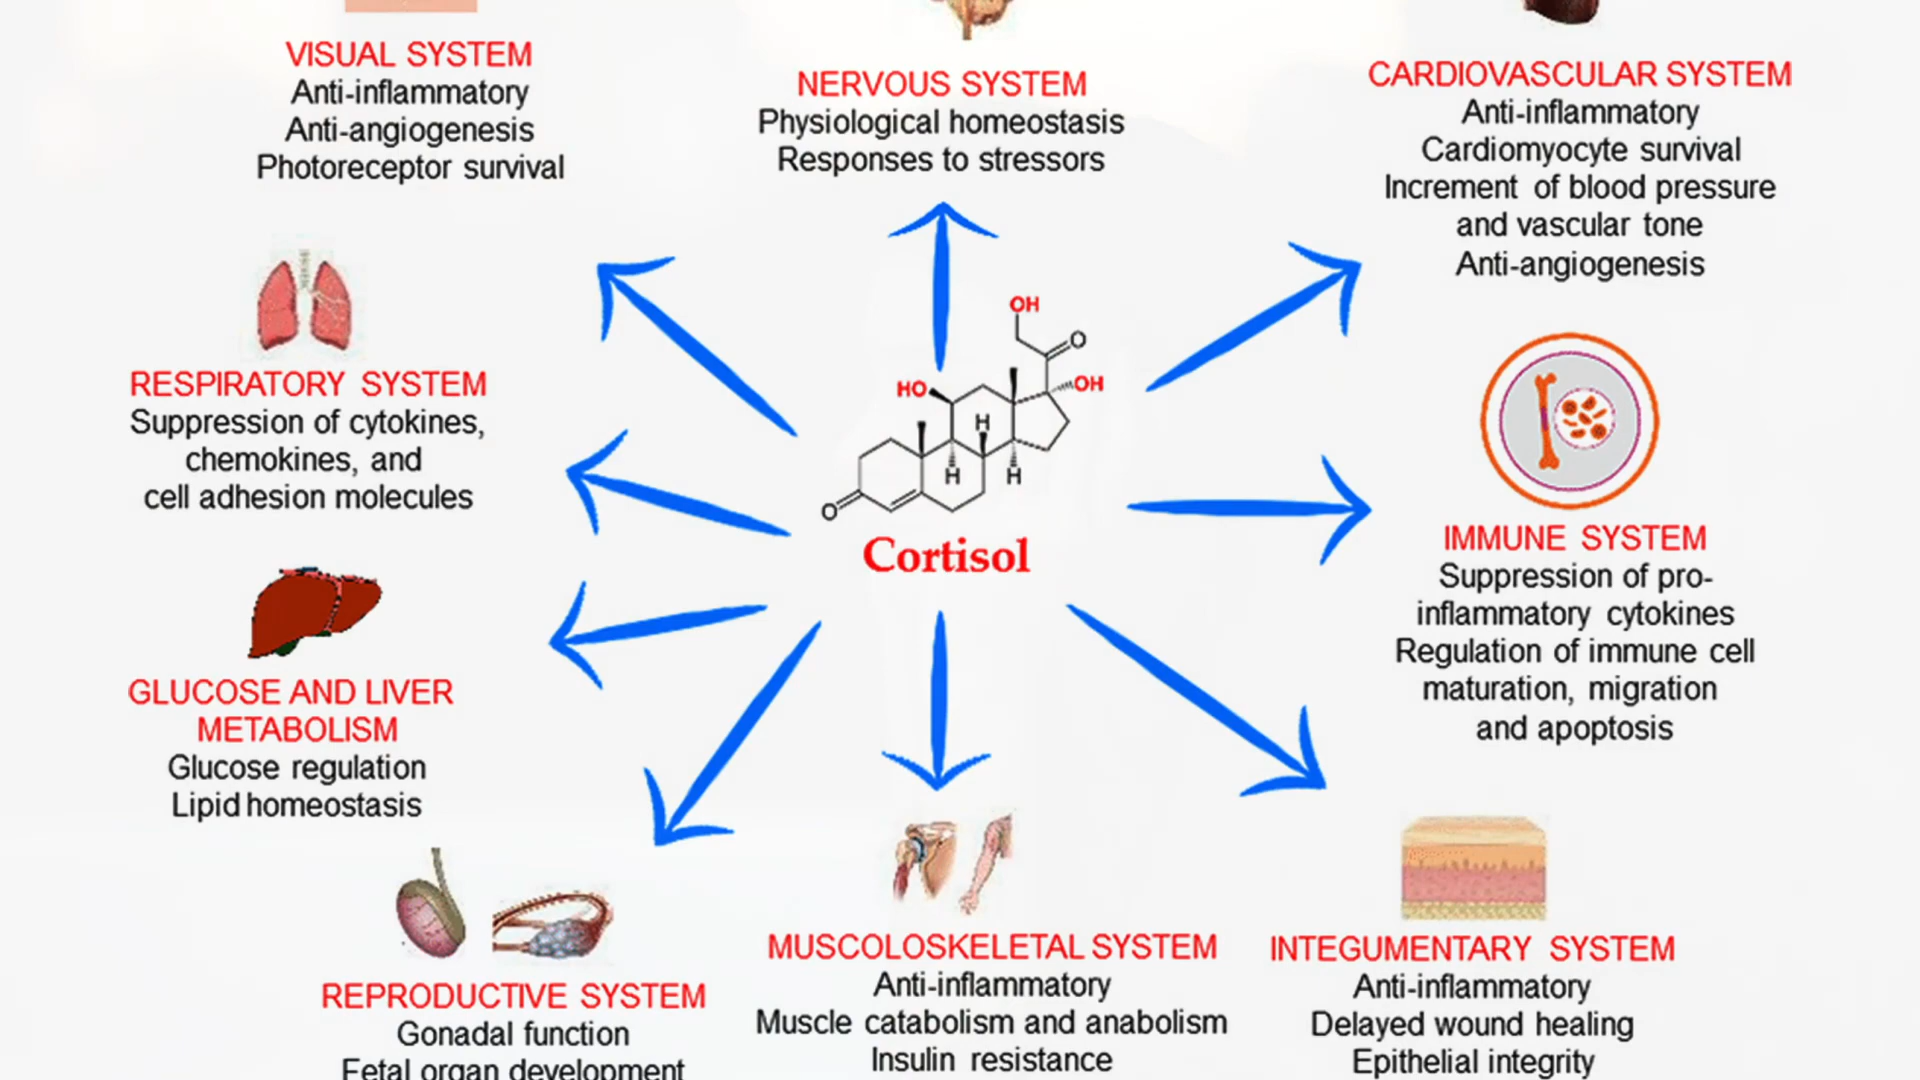 VISUAL SYSTEM
Anti-inflammatory
Anti-angiogenesis
Photoreceptor survival
NERVOUS SYSTEM
Physiological homeostasis
Responses to stressors
CARDIOVASCULAR SYSTEM
Anti-inflammatory
Cardiomyocyte survival
Increment of blood pressure
and vascular tone
Anti-angiogenesis
RESPIRATORY SYSTEM
Suppression of cytokines,
chemokines, and
cell adhesion molecules
OH
O
HO
OH
H
H
H
O
Cortisol
IMMUNE SYSTEM
Suppression of pro-
inflammatory cytokines
Regulation of immune cell
maturation, migration
and apoptosis
GLUCOSE AND LIVER
METABOLISM
Glucose regulation
Lipid homeostasis
REPRODUCTIVE SYSTEM
Gonadal function
Fetal organ development
MUSCOLOSKELETAL SYSTEM
Anti-inflammatory
Muscle catabolism and anabolism
Insulin resistance
INTEGUMENTARY SYSTEM
Anti-inflammatory
Delayed wound healing
Epithelial integrity